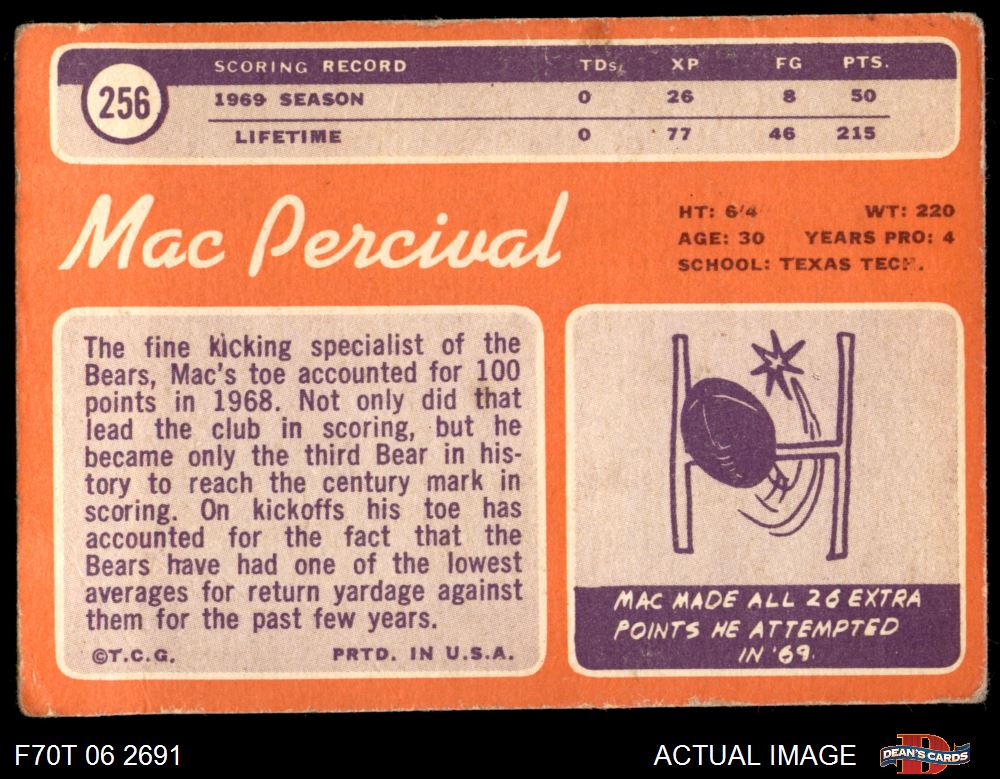 256
SCORING RECORD TDs. XP FG PTS.
1969 SEASON 0 26 8 50
LIFETIME 0 77 46 215
Mac Percival
HT: 6'4 WT: 220
AGE: 30 YEARS PRO: 4
SCHOOL: TEXAS TECH.
The fine kicking specialist of the
Bears, Mac's toe accounted for 100
points in 1968. Not only did that
lead the club in scoring, but he
became only the third Bear in his-
tory to reach the century mark in
scoring. On kickoffs his toe has
accounted for the fact that the
Bears have had one of the lowest
averages for return yardage against
them for the past few years.
©T.C.G. PRTD. IN U.S.A.
MAC MADE ALL 26 EXTRA
POINTS HE ATTEMPTED
IN '69.
F70T 06 2691
ACTUAL IMAGE
DEAN'S CARDS